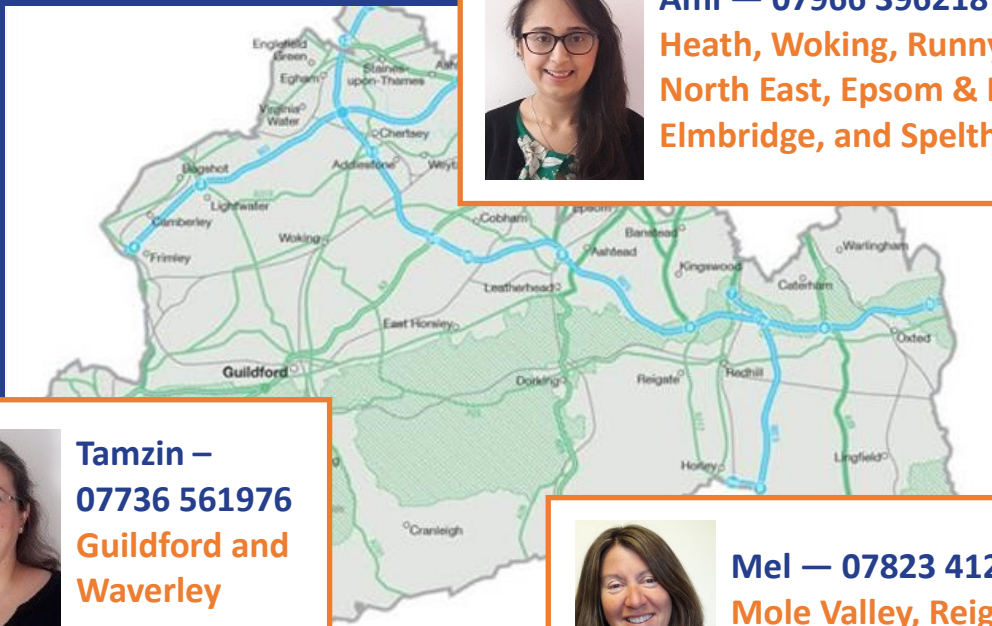 Ami — 07966 396218
Heath, Woking, Runny
North East, Epsom &
Elmbridge, and Spelth
Englefield
Green
Egham
Staines-
upon-Thames
Virginia
Water
Chertsey
Addlestone
Weyb
Bagshot
Lightwater
Camberley
Frimley
Woking
Cobham
Epsom
Ashtead
Banstead
Kingswood
Warlingham
Caterham
Leatherhead
East Horsley
Oxted
Guildford
Dorking
Reigate
Redhill
Horley
Lingfield
Cranleigh
Tamzin –
07736 561976
Guildford and
Waverley
Mel — 07823 412
Mole Valley, Reig